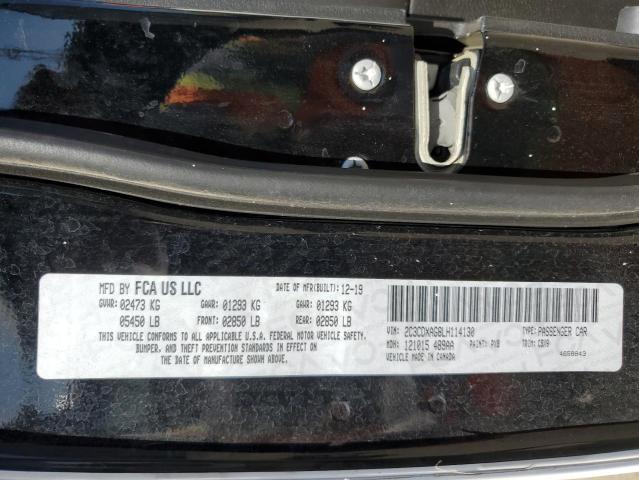 MFD BY FCA US LLC DATE OF MFR(BUILT): 12-19
GVWR: 02473 KG GAWR: 01293 KG GAWR: 01293 KG
05450 LB FRONT: 02850 LB REAR: 02850 LB
THIS VEHICLE CONFORMS TO ALL APPLICABLE U.S.A. FEDERAL MOTOR VEHICLE SAFETY,
BUMPER, AND THEFT PREVENTION STANDARDS IN EFFECT ON
THE DATE OF MANUFACTURE SHOWN ABOVE.
VIN: 2C3CDXAG8LH114130 TYPE: PASSENGER CAR
MDH: 121015 489AA PAINT: PX8 TRIM: CBX9
VEHICLE MADE IN CANADA